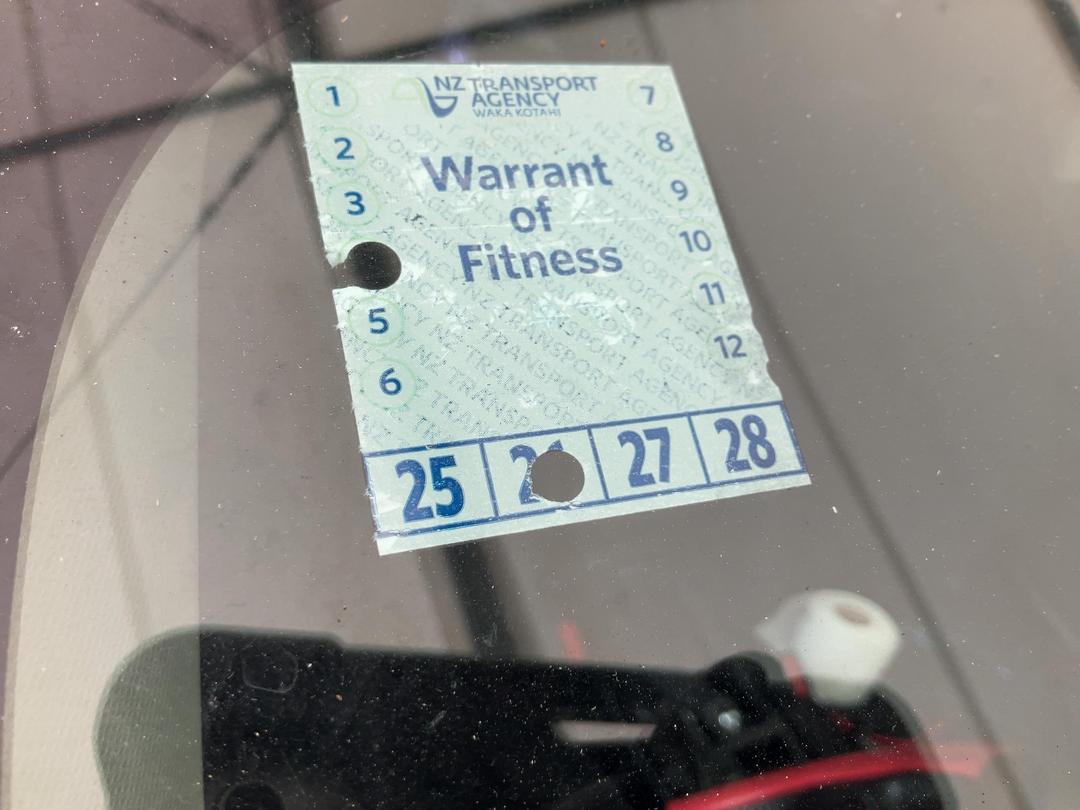 NZ TRANSPORT
AGENCY
WAKA KOTAHI
Warrant
of
Fitness
1
2
3
5
6
7
8
9
10
11
12
25 27 28